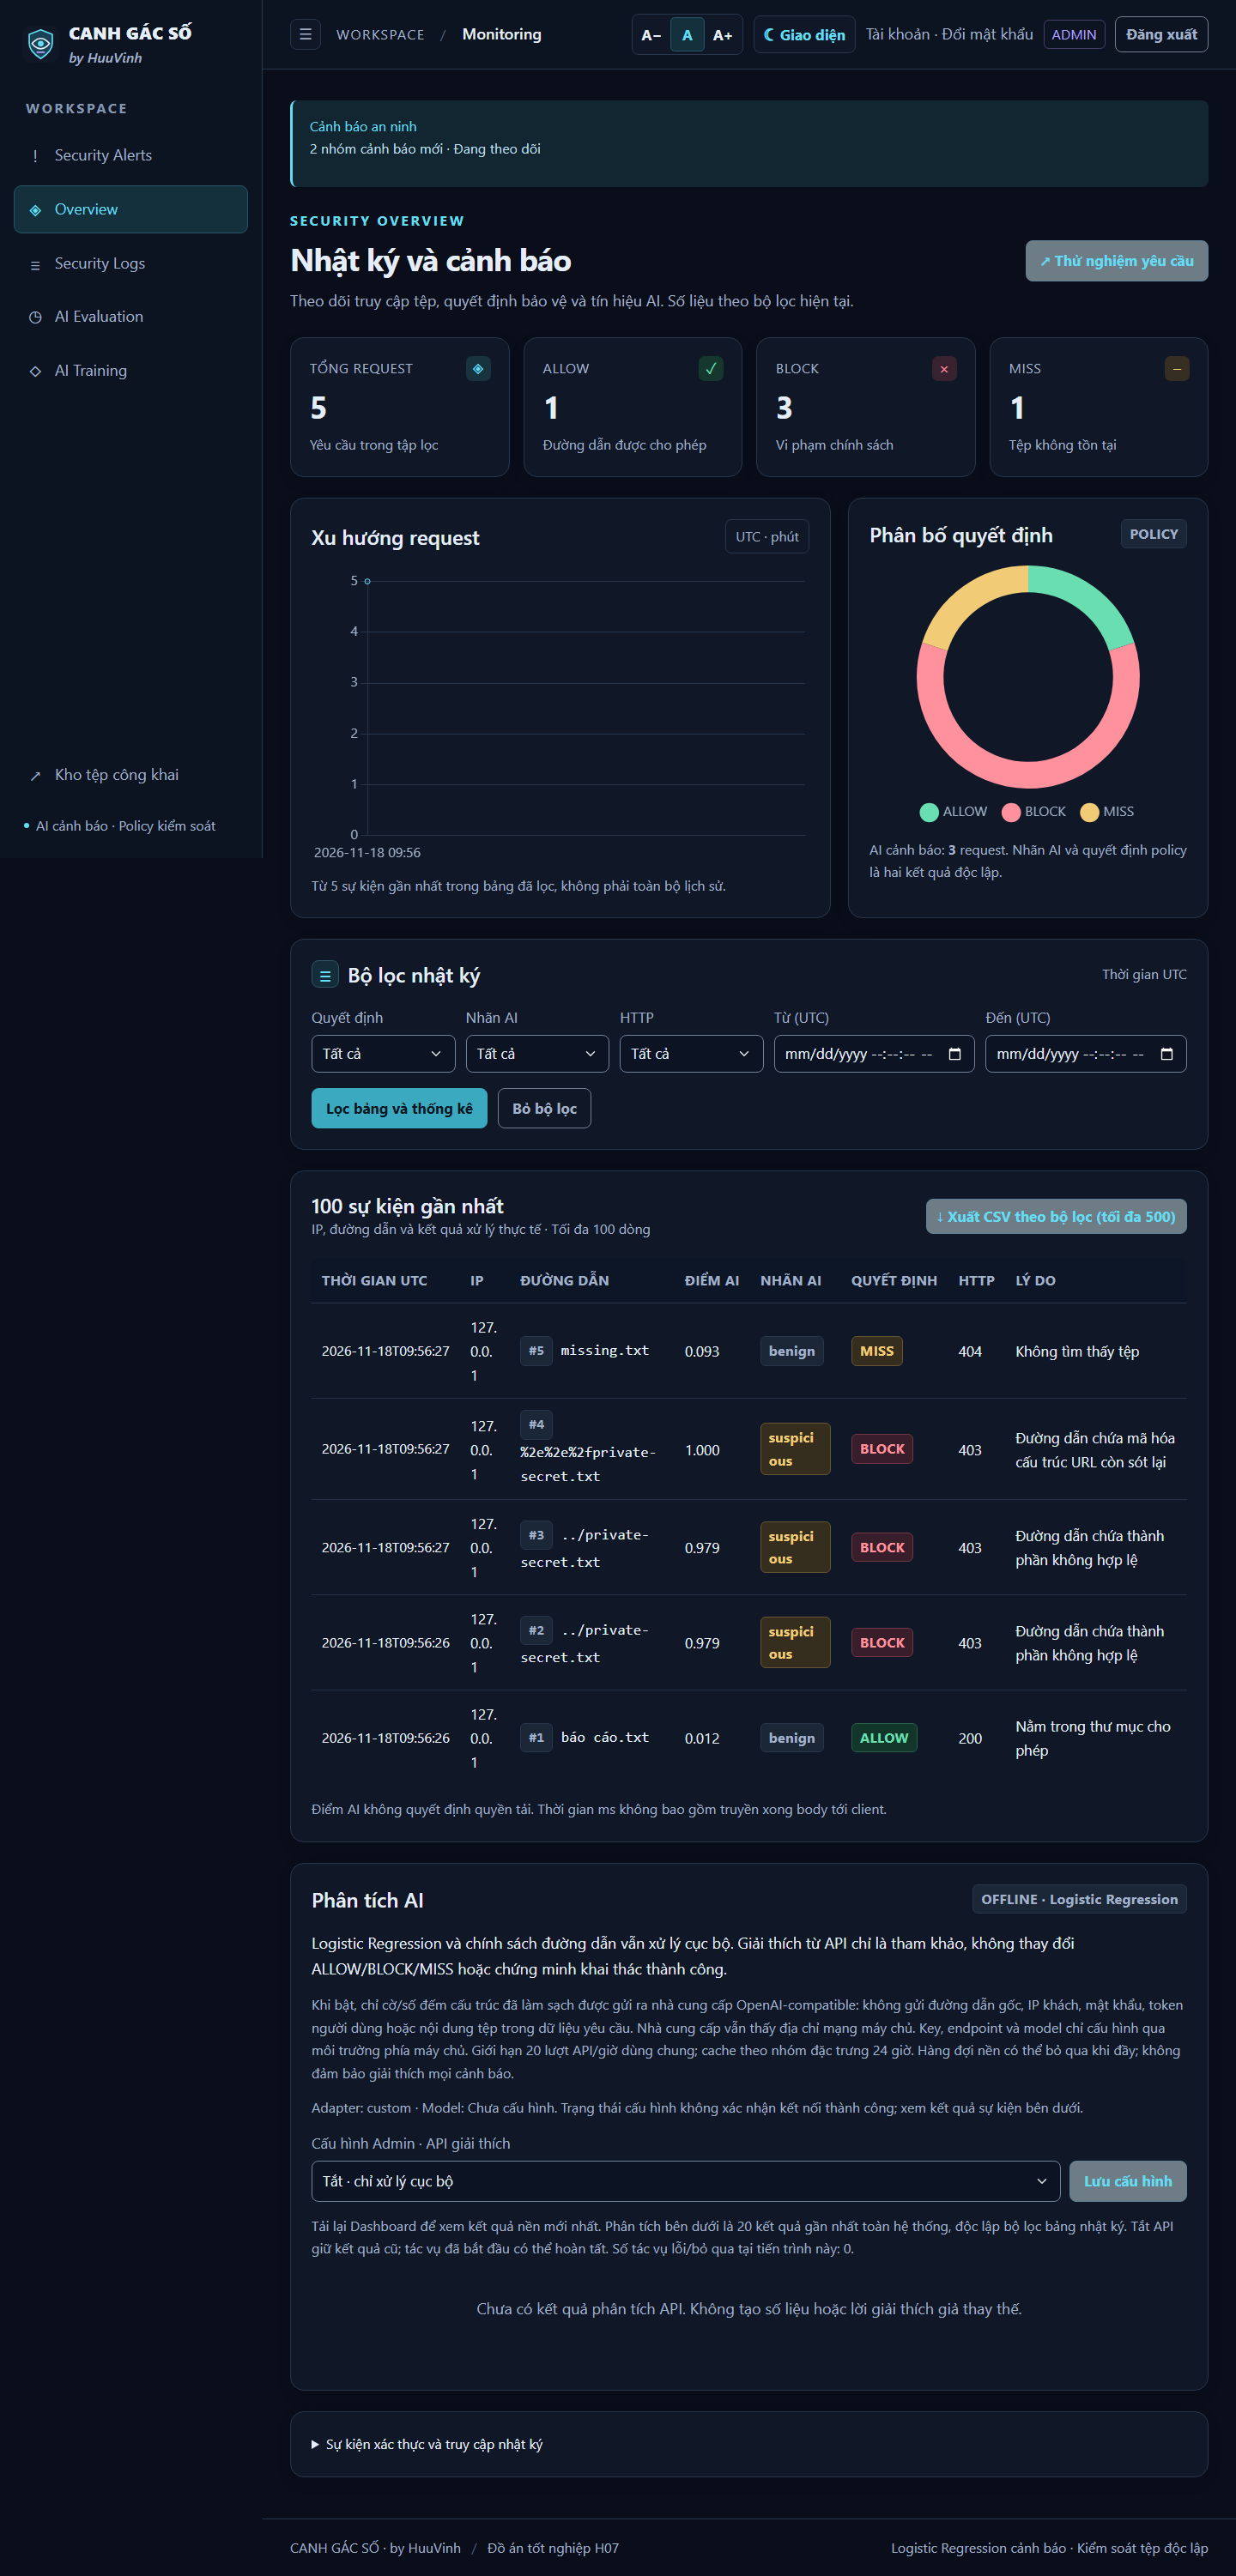 CANH GÁC SỐ
by HuuVinh
WORKSPACE
! Security Alerts
Overview
Security Logs
AI Evaluation
AI Training
Kho tệp công khai
AI cảnh báo · Policy kiểm soát
WORKSPACE / Monitoring
A− A A+
Giao diện
Tài khoản · Đổi mật khẩu
ADMIN
Đăng xuất
Cảnh báo an ninh
2 nhóm cảnh báo mới · Đang theo dõi
SECURITY OVERVIEW
Nhật ký và cảnh báo
↗ Thử nghiệm yêu cầu
Theo dõi truy cập tệp, quyết định bảo vệ và tín hiệu AI. Số liệu theo bộ lọc hiện tại.
TỔNG REQUEST
5
Yêu cầu trong tập lọc
ALLOW
✓
1
Đường dẫn được cho phép
BLOCK
×
3
Vi phạm chính sách
MISS
–
1
Tệp không tồn tại
Xu hướng request
UTC · phút
5
4
3
2
1
0
2026-11-18 09:56
Từ 5 sự kiện gần nhất trong bảng đã lọc, không phải toàn bộ lịch sử.
Phân bố quyết định
POLICY
ALLOW BLOCK MISS
AI cảnh báo: 3 request. Nhãn AI và quyết định policy
là hai kết quả độc lập.
Bộ lọc nhật ký
Thời gian UTC
Quyết định Nhãn AI HTTP Từ (UTC) Đến (UTC)
Tất cả Tất cả Tất cả mm/dd/yyyy --:--:-- -- mm/dd/yyyy --:--:-- --
Lọc bảng và thống kê
Bỏ bộ lọc
100 sự kiện gần nhất
IP, đường dẫn và kết quả xử lý thực tế · Tối đa 100 dòng
↓ Xuất CSV theo bộ lọc (tối đa 500)
THỜI GIAN UTC IP ĐƯỜNG DẪN ĐIỂM AI NHÃN AI QUYẾT ĐỊNH HTTP LÝ DO
127.
2026-11-18T09:56:27 0.0. #5 missing.txt 0.093 benign MISS 404 Không tìm thấy tệp
1
127. #4 suspici Đường dẫn chứa mã hóa
2026-11-18T09:56:27 0.0. %2e%2e%2fprivate- 1.000 BLOCK 403
1 secret.txt ous cấu trúc URL còn sót lại
127. #3 ../private- suspici Đường dẫn chứa thành
2026-11-18T09:56:27 0.0. 0.979 BLOCK 403
1 secret.txt ous phần không hợp lệ
127. #2 ../private- suspici Đường dẫn chứa thành
2026-11-18T09:56:26 0.0. 0.979 BLOCK 403
1 secret.txt ous phần không hợp lệ
127. Nằm trong thư mục cho
2026-11-18T09:56:26 0.0. #1 báo cáo.txt 0.012 benign ALLOW 200
1 phép
Điểm AI không quyết định quyền tải. Thời gian ms không bao gồm truyền xong body tới client.
Phân tích AI
OFFLINE · Logistic Regression
Logistic Regression và chính sách đường dẫn vẫn xử lý cục bộ. Giải thích từ API chỉ là tham khảo, không thay đổi
ALLOW/BLOCK/MISS hoặc chứng minh khai thác thành công.
Khi bật, chỉ cờ/số đếm cấu trúc đã làm sạch được gửi ra nhà cung cấp OpenAI-compatible: không gửi đường dẫn gốc, IP khách, mật khẩu, token
người dùng hoặc nội dung tệp trong dữ liệu yêu cầu. Nhà cung cấp vẫn thấy địa chỉ mạng máy chủ. Key, endpoint và model chỉ cấu hình qua
môi trường phía máy chủ. Giới hạn 20 lượt API/giờ dùng chung; cache theo nhóm đặc trưng 24 giờ. Hàng đợi nền có thể bỏ qua khi đầy; không
đảm bảo giải thích mọi cảnh báo.
Adapter: custom · Model: Chưa cấu hình. Trạng thái cấu hình không xác nhận kết nối thành công; xem kết quả sự kiện bên dưới.
Cấu hình Admin · API giải thích
Tắt · chỉ xử lý cục bộ
Lưu cấu hình
Tải lại Dashboard để xem kết quả nền mới nhất. Phân tích bên dưới là 20 kết quả gần nhất toàn hệ thống, độc lập bộ lọc bảng nhật ký. Tắt API
giữ kết quả cũ; tác vụ đã bắt đầu có thể hoàn tất. Số tác vụ lỗi/bỏ qua tại tiến trình này: 0.
Chưa có kết quả phân tích API. Không tạo số liệu hoặc lời giải thích giả thay thế.
▶ Sự kiện xác thực và truy cập nhật ký
CANH GÁC SỐ · by HuuVinh / Đồ án tốt nghiệp H07
Logistic Regression cảnh báo · Kiểm soát tệp độc lập